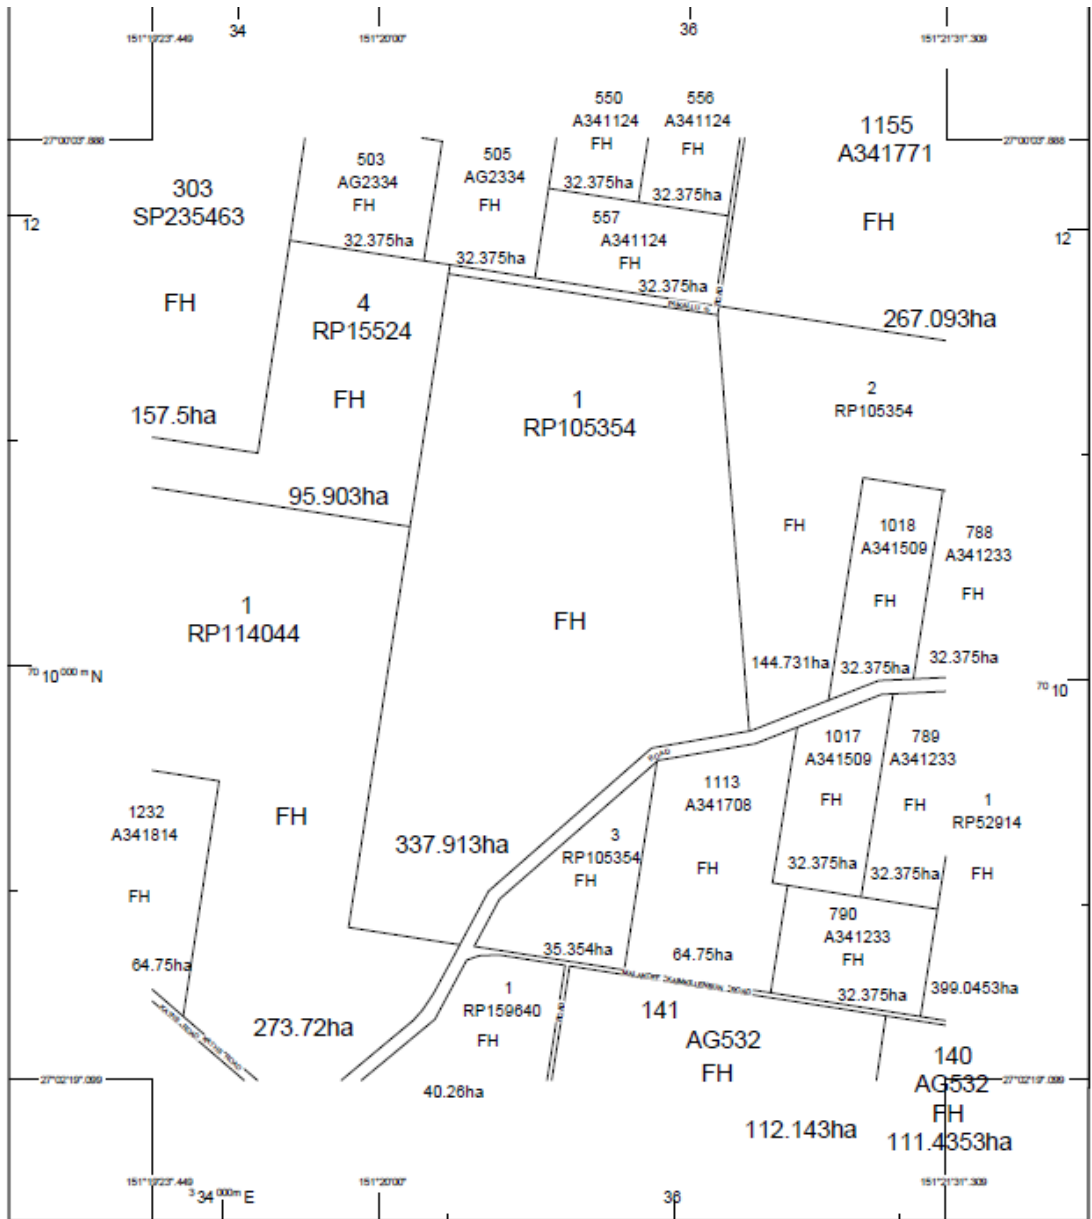 34
36
151°19'23".449
151°20'00"
151°21'31".309
27°00'03".888
27°00'03".888
550
A341124
FH
32.375ha
556
A341124
FH
32.375ha
1155
A341771
FH
267.093ha
303
SP235463
FH
157.5ha
503
AG2334
FH
32.375ha
505
AG2334
FH
32.375ha
557
A341124
FH
32.375ha
12
12
4
RP15524
FH
95.903ha
1
RP105354
FH
337.913ha
2
RP105354
FH
144.731ha
1018
A341509
FH
32.375ha
788
A341233
FH
32.375ha
1
RP114044
FH
273.72ha
70 10 000 m N
70 10
ROAD
1017
A341509
FH
32.375ha
789
A341233
FH
32.375ha
1113
A341708
FH
64.75ha
1
RP52914
FH
399.0453ha
1232
A341814
FH
64.75ha
3
RP105354
FH
35.354ha
790
A341233
FH
32.375ha
1
RP159640
FH
40.26ha
141
AG532
FH
112.143ha
140
AG532
FH
111.4353ha
27°02'19".099
27°02'19".099
151°19'23".449
151°20'00"
151°21'31".309
3 34 000m E
36